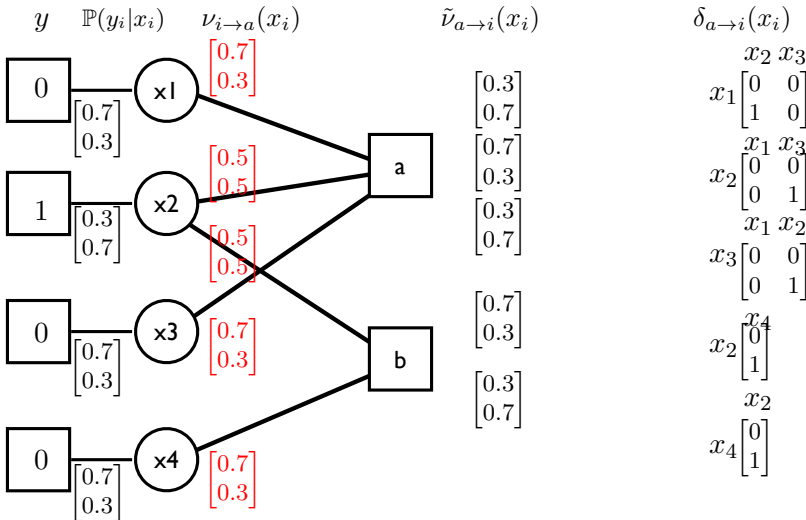 y ℙ(y_i|x_i) ν_{i→a}(x_i) ν̃_{a→i}(x_i) δ_{a→i}(x_i)
0
[0.7
0.3]
x1
[0.7
0.3]
1
[0.3
0.7]
x2
[0.5
0.5]
[0.5
0.5]
0
[0.7
0.3]
x3
[0.7
0.3]
0
[0.7
0.3]
x4
[0.7
0.3]
a
b
[0.3
0.7]
[0.7
0.3]
[0.3
0.7]
[0.7
0.3]
[0.3
0.7]
x_2 x_3
x_1 [0 0
1 0]
x_1 x_3
x_2 [0 0
0 1]
x_1 x_2
x_3 [0 0
0 1]
x_4
x_2 [0
1]
x_2
x_4 [0
1]